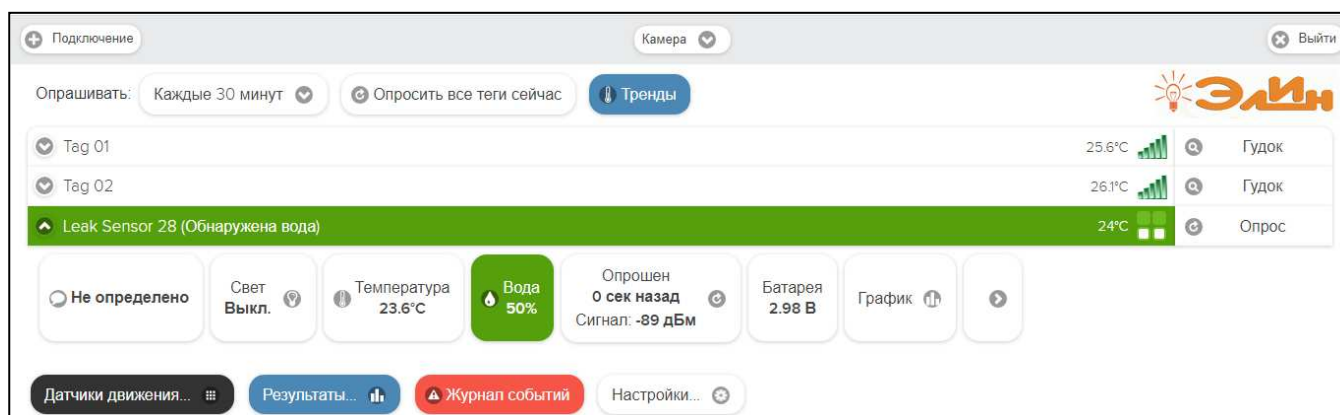 Подключение Камера Выйти
Опрашивать: Каждые 30 минут Опросить все теги сейчас Тренды ЭлИн
Tag 01 25.6°C Гудок
Tag 02 26.1°C Гудок
Leak Sensor 28 (Обнаружена вода) 24°C Опрос
Не определено
Свет
Выкл.
Температура
23.6°C
Вода
50%
Опрошен
0 сек назад
Сигнал: -89 дБм
Батарея
2.98 В
График
Датчики движения... Результаты... Журнал событий Настройки...